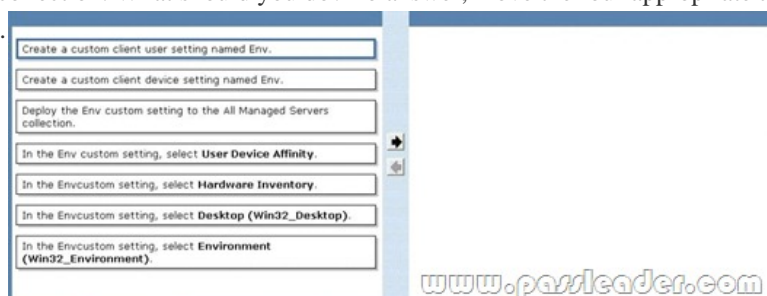 Create a custom client user setting named Env.
Create a custom client device setting named Env.
Deploy the Env custom setting to the All Managed Servers
collection.
In the Env custom setting, select User Device Affinity.
In the Envcustom setting, select Hardware Inventory.
In the Envcustom setting, select Desktop (Win32_Desktop).
In the Envcustom setting, select Environment
(Win32_Environment).
www.passleader.com